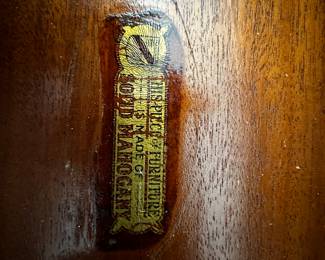 THIS PIECE OF FURNITURE
IS MADE OF
SOLID MAHOGANY